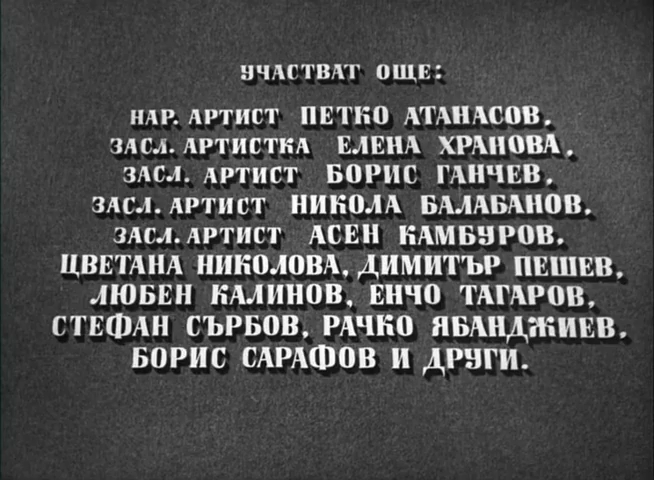 УЧАСТВАТ ОЩЕ:
НАР. АРТИСТ ПЕТКО АТАНАСОВ,
ЗАСЛ. АРТИСТКА ЕЛЕНА ХРАНОВА,
ЗАСЛ. АРТИСТ БОРИС ГАНЧЕВ,
ЗАСЛ. АРТИСТ НИКОЛА БАЛАБАНОВ,
ЗАСЛ. АРТИСТ АСЕН КАМБУРОВ,
ЦВЕТАНА НИКОЛОВА, ДИМИТЪР ПЕШЕВ,
ЛЮБЕН КАЛИНОВ, ЕНЧО ТАГАРОВ,
СТЕФАН СЪРБОВ, РАЧКО ЯБАНДЖИЕВ,
БОРИС САРАФОВ И ДРУГИ.